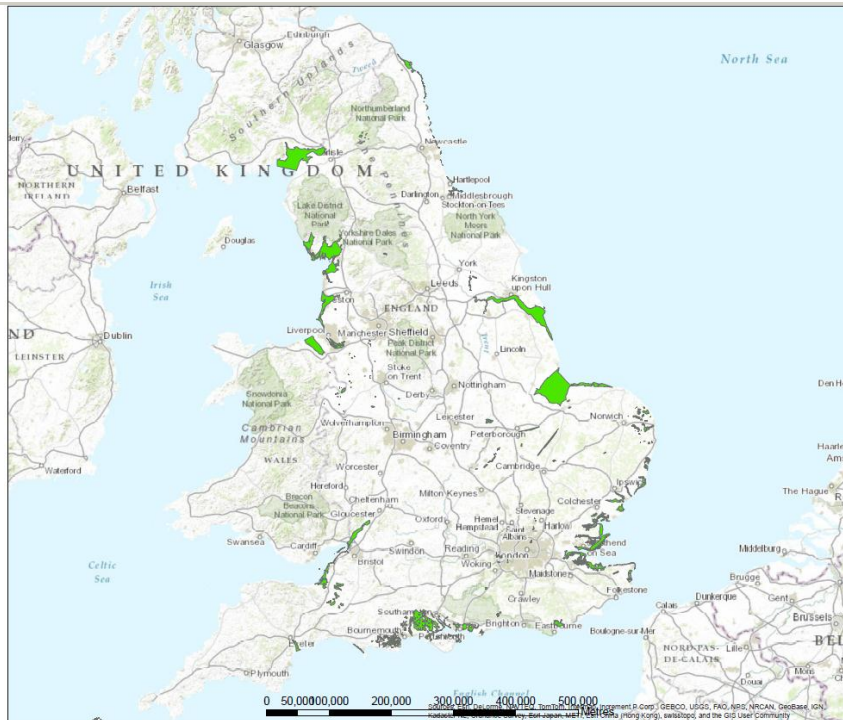 Edinburgh
Glasgow
North Sea
Tweed
Southern Uplands
Northumberland
National Park
Newcastle
UNITED KINGDOM
NORTHERN
IRELAND
Belfast
Hartlepool
Darlington
Middlesbrough
Stockton-on-Tees
Lake District
National
Park
Yorkshire Dales
National Park
North York
Moors
National Park
Douglas
York
Irish
Sea
Leeds
Kingston
upon Hull
ENGLAND
Liverpool
Manchester
Sheffield
Dublin
LEINSTER
Peak District
National Park
Trent
Lincoln
Stoke
on Trent
Snowdonia
National Park
Derby
Nottingham
Norwich
Cambrian
Mountains
Wolverhampton
Leicester
Peterborough
Birmingham
Coventry
WALES
Waterford
Worcester
Cambridge
Hereford
Brecon
Beacons
National Park
Cheltenham
Gloucester
Milton Keynes
Ipswich
Colchester
The Hague
Swansea
Oxford
Stevenage
Hemel
Hempstead
Saint
Albans
Harlow
Cardiff
Swindon
Reading
London
on Sea
Middelburg
Celtic
Sea
Bristol
Woking
Maidstone
Brugge
Crawley
Folkestone
Calais
Dunkerque
Gent
Brussels
Bournemouth
Brighton
Eastbourne
Boulogne-sur-Mer
Lille
NORD-PAS-
DE-CALAIS
Exeter
Mons
Douai
Plymouth
English Channel
0 50,000 100,000 200,000 300,000 400,000 500,000
Metres